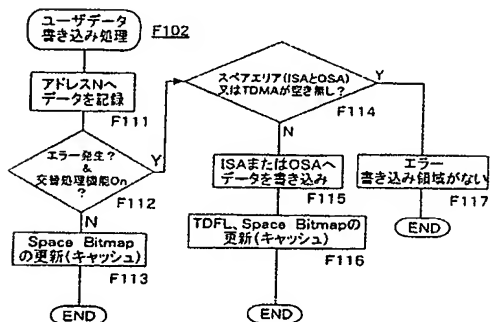 ユーザデータ
書き込み処理
F102
アドレスNへ
データを記録
F111
エラー発生?
&
交替処理機能On
?
F112
Y
N
Space Bitmap
の更新(キャッシュ)
F113
END
スペアエリア(ISAとOSA)
又はTDMAが空き無し?
F114
Y
N
ISAまたはOSAへ
データを書き込み
F115
TDFL、Space Bitmapの
更新(キャッシュ)
F116
END
エラー
書き込み領域がない
F117
END